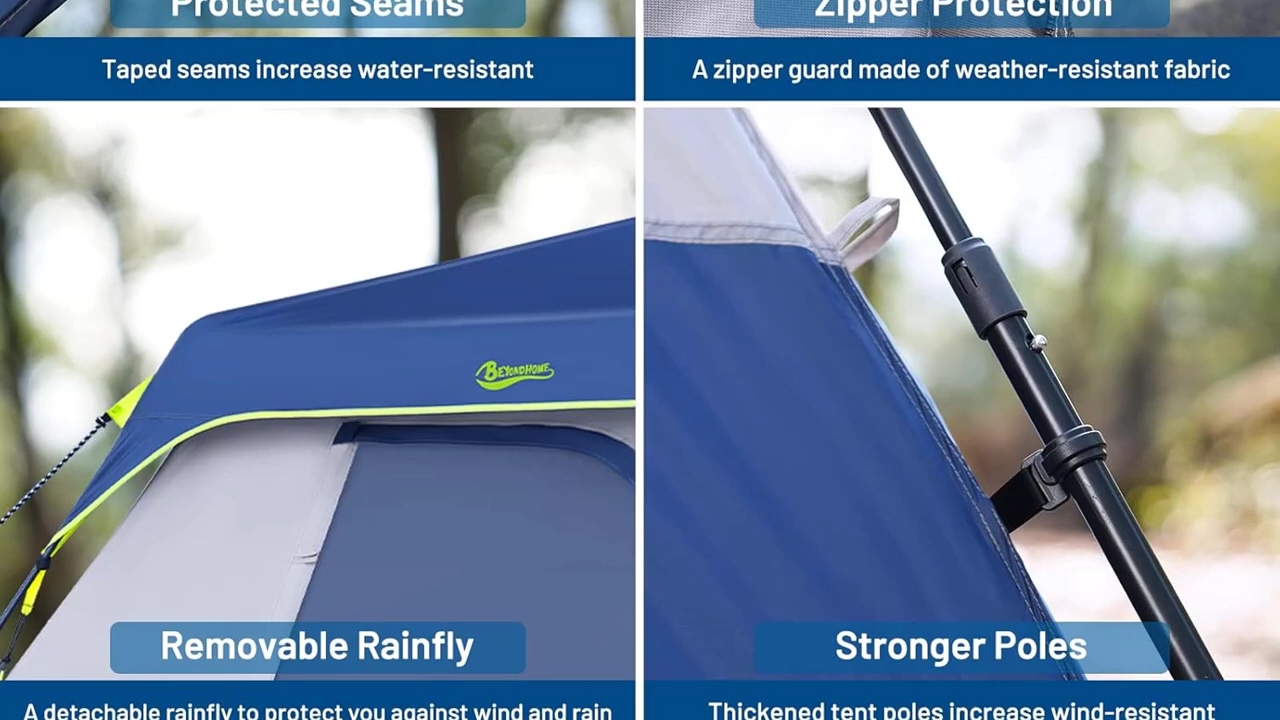 Protected Seams
Zipper Protection
Taped seams increase water-resistant
A zipper guard made of weather-resistant fabric
BEYONDHOME
Removable Rainfly
Stronger Poles
A detachable rainfly to protect you against wind and rain
Thickened tent poles increase wind-resistant